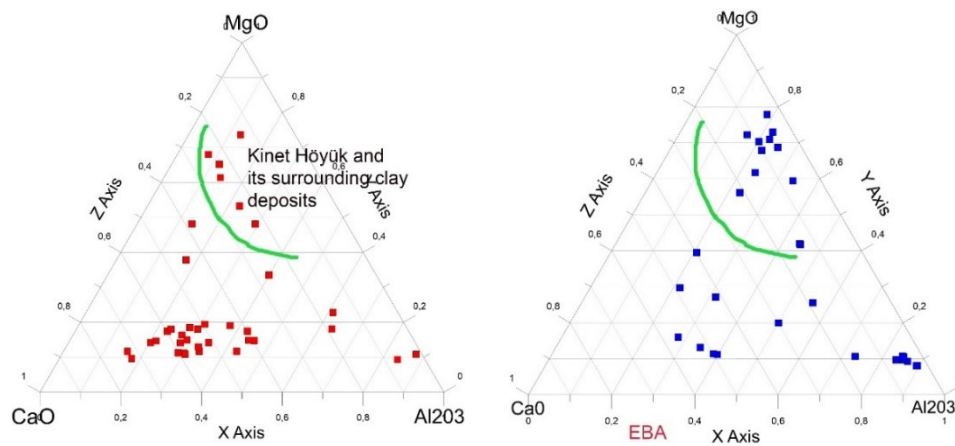 MgO
0,2 0,8
Kinet Höyük and
its surrounding clay
deposits
0,4 0,6
Z Axis Axis
0,6 0,4
0,8 0,2
1 0
CaO 0,2 0,4 0,6 0,8 Al203
X Axis
MgO
0,2 0,8
0,4 0,6
Z Axis Y Axis
0,6 0,4
0,8 0,2
1
Ca0 0,2 0,4 0,6 0,8 1 Al203
EBA X Axis